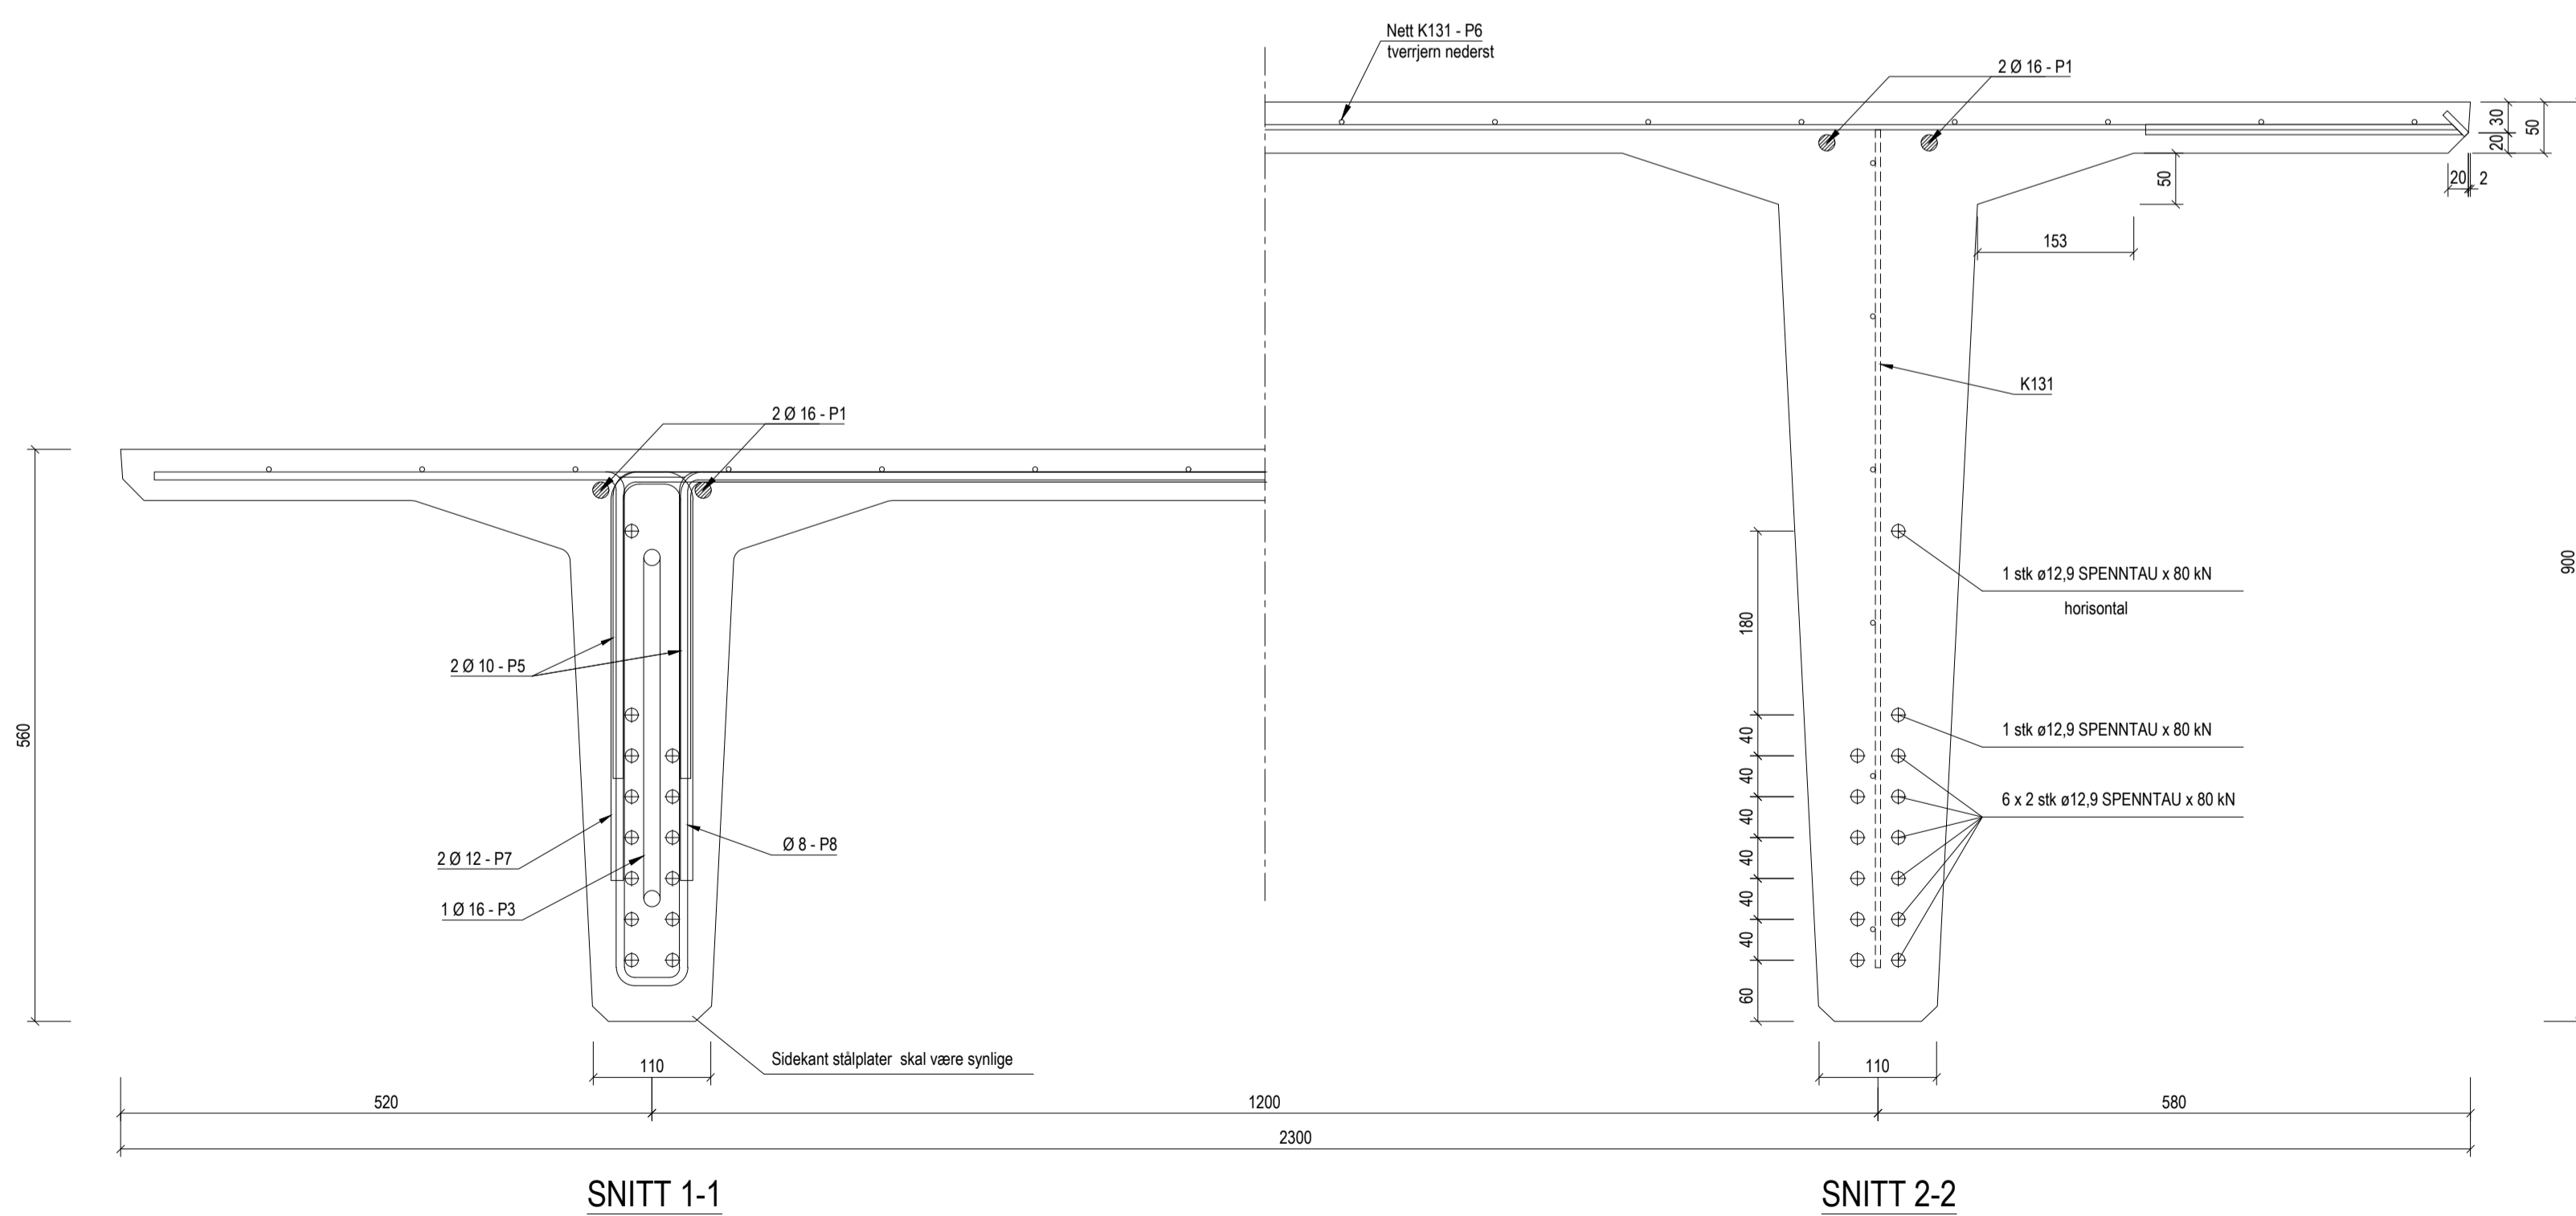 Nett K131 - P6
tverrjern nederst
2 Ø 16 - P1
30
50
20
20
2
50
153
K131
2 Ø 16 - P1
560
900
1 stk ø12,9 SPENNTAU x 80 kN
horisontal
180
2 Ø 10 - P5
1 stk ø12,9 SPENNTAU x 80 kN
40
40
6 x 2 stk ø12,9 SPENNTAU x 80 kN
40
Ø 8 - P8
2 Ø 12 - P7
40
1 Ø 16 - P3
40
40
60
Sidekant stålplater skal være synlige
110
110
520
1200
580
2300
SNITT 1-1
SNITT 2-2